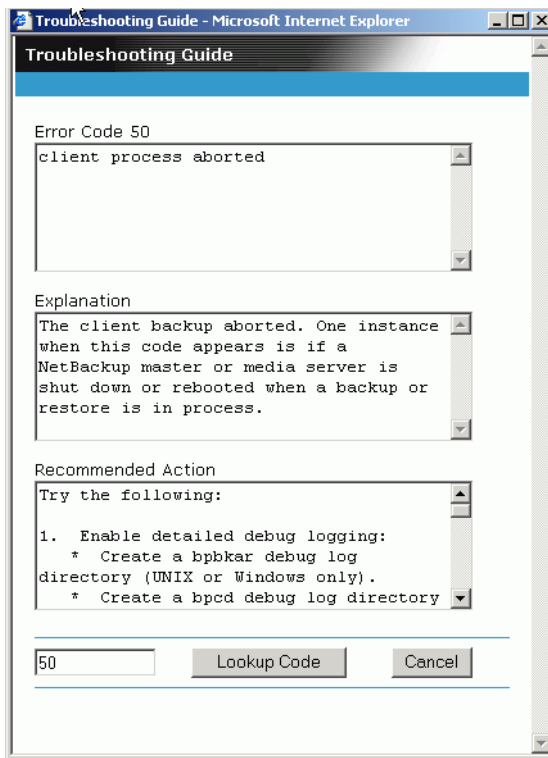 Troubleshooting Guide - Microsoft Internet Explorer
Troubleshooting Guide
Error Code 50
client process aborted
Explanation
The client backup aborted. One instance
when this code appears is if a
NetBackup master or media server is
shut down or rebooted when a backup or
restore is in process.
Recommended Action
Try the following:
1.  Enable detailed debug logging:
*  Create a bpbkar debug log
directory (UNIX or Windows only).
*  Create a bpcd debug log directory
50
Lookup Code
Cancel